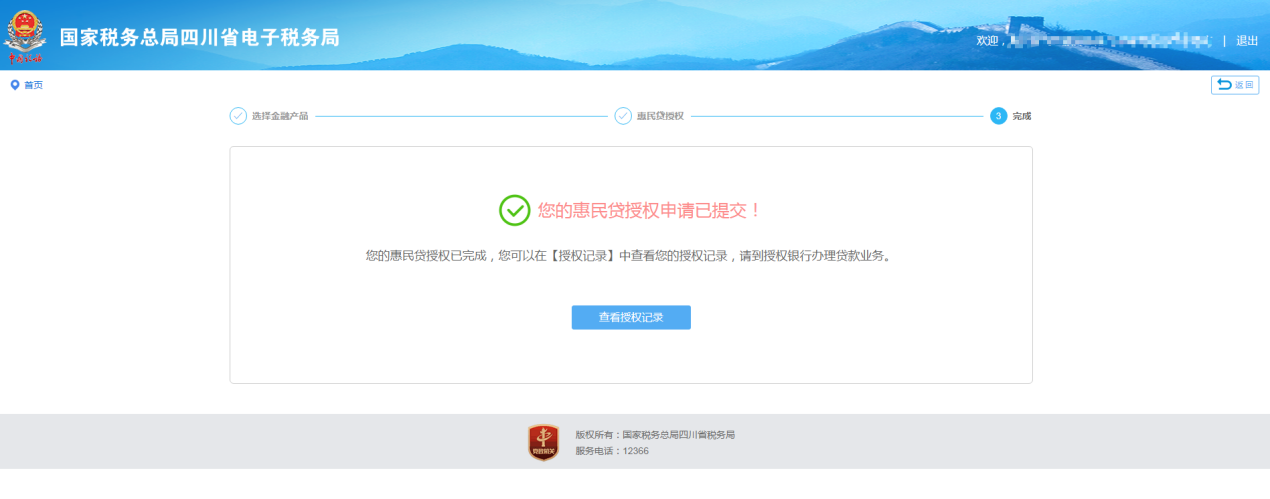 国家税务总局四川省电子税务局
欢迎, | 退出
首页
返回
选择金融产品
惠民贷授权
3 完成
您的惠民贷授权申请已提交！
您的惠民贷授权已完成，您可以在【授权记录】中查看您的授权记录，请到授权银行办理贷款业务。
查看授权记录
党政机关
版权所有：国家税务总局四川省税务局
服务电话：12366